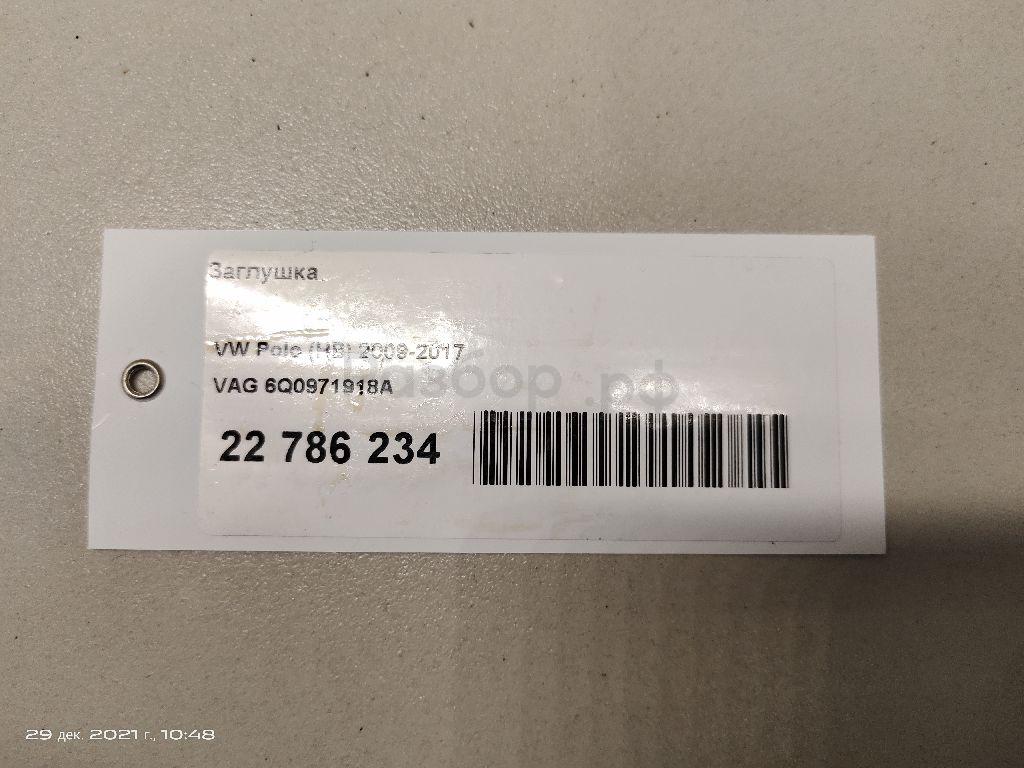 Заглушка
VW Polo (HB) 2009-2017
VAG 6Q0971918A
Разбор.рф
22 786 234
29 дек. 2021 г., 10:48